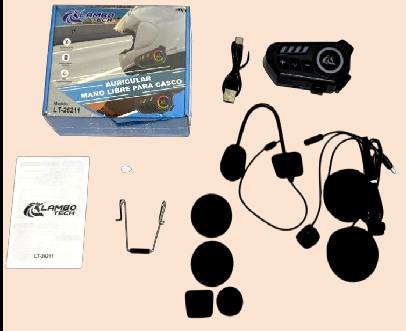 LAMBO
TECH
AURICULAR
MANO LIBRE PARA CASCO
Modelo:
LT-26211
LAMBO
TECH
LT-26211